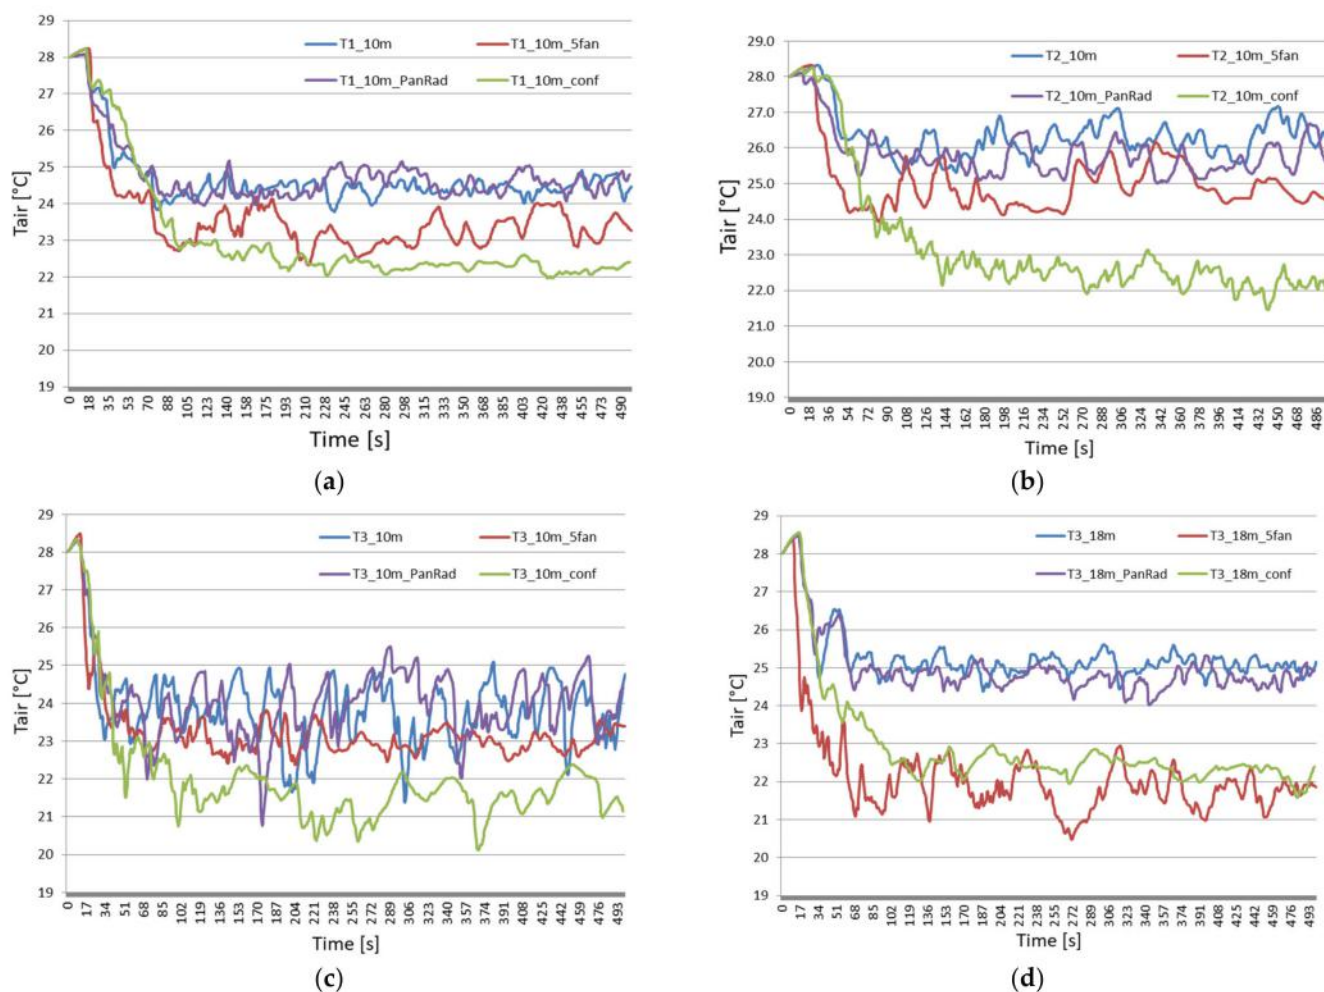 29
28
27
26
25
24
23
22
21
20
19
Tair [°C]
T1_10m T1_10m_5fan
T1_10m_PanRad T1_10m_conf
0 18 35 53 70 88 105 123 140 158 175 193 210 228 245 263 280 298 315 333 350 368 385 403 420 438 455 473 490
Time [s]
(a)
29.0
28.0
27.0
26.0
25.0
24.0
23.0
22.0
21.0
19.0
Tair [°C]
T2_10m T2_10m_5fan
T2_10m_PanRad T2_10m_conf
0 18 36 54 72 90 108 126 144 162 180 198 216 234 252 270 288 306 324 342 360 378 396 414 432 450 468 486
Time [s]
(b)
29
28
27
26
25
24
23
22
21
20
19
Tair [°C]
T3_10m T3_10m_5fan
T3_10m_PanRad T3_10m_conf
0 17 34 51 68 85 102 119 136 153 170 187 204 221 238 255 272 289 306 323 340 357 374 391 408 425 442 459 476 493
Time [s]
(c)
29
28
27
26
25
24
23
22
21
20
19
Tair [°C]
T3_18m T3_18m_5fan
T3_18m_PanRad T3_18m_conf
0 17 34 51 68 85 102 119 136 153 170 187 204 221 238 255 272 289 306 323 340 357 374 391 408 425 442 459 476 493
Time [s]
(d)